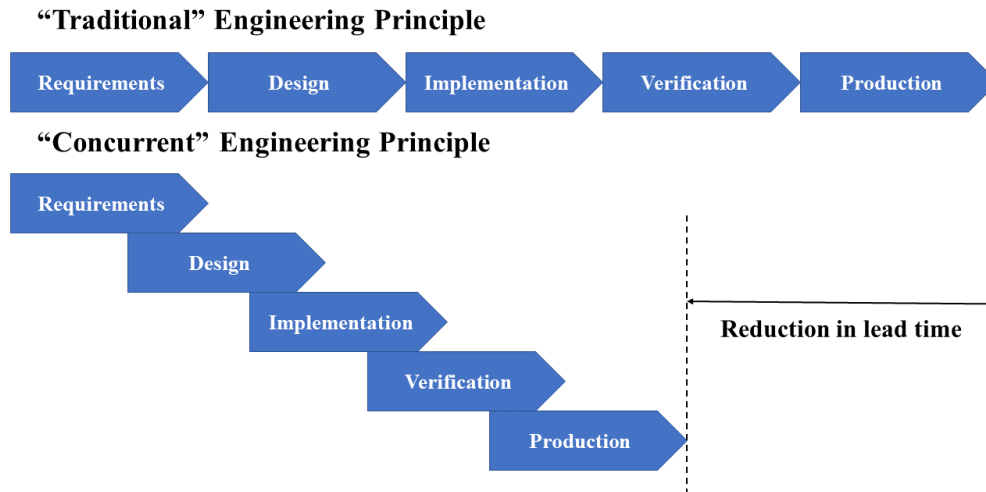 “Traditional” Engineering Principle
Requirements
Design
Implementation
Verification
Production
“Concurrent” Engineering Principle
Requirements
Design
Implementation
Reduction in lead time
Verification
Production